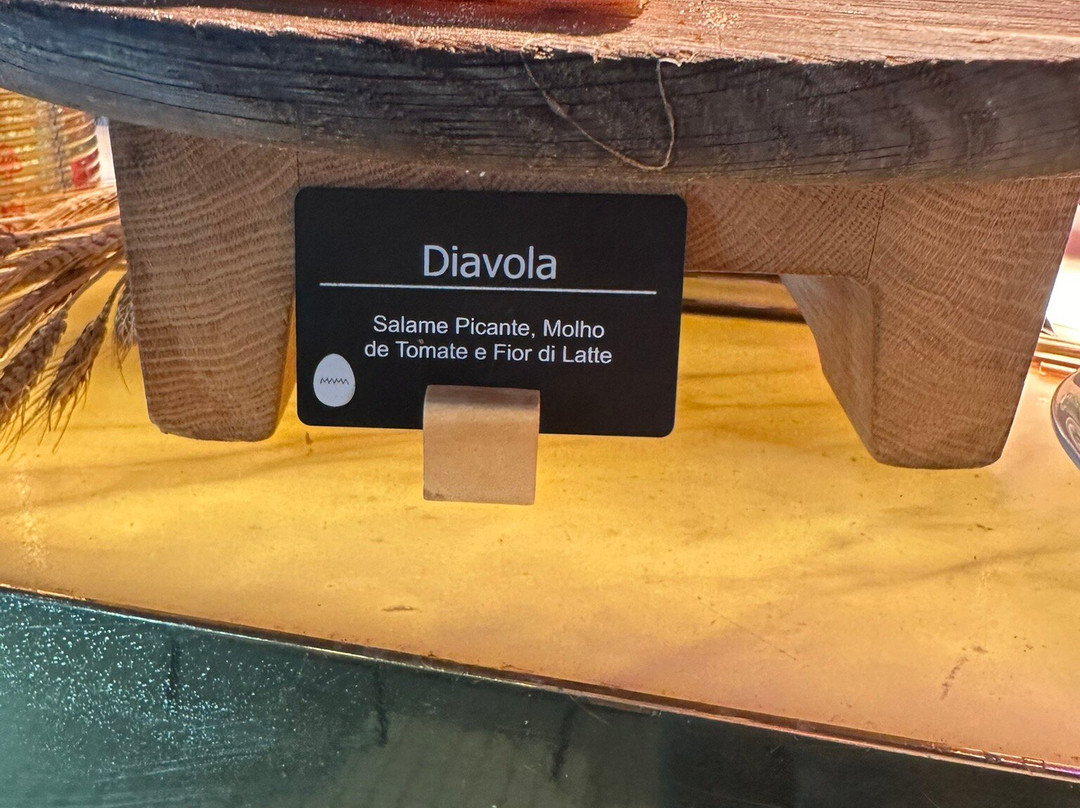 Diavola
Salame Picante, Molho
de Tomate e Fior di Latte